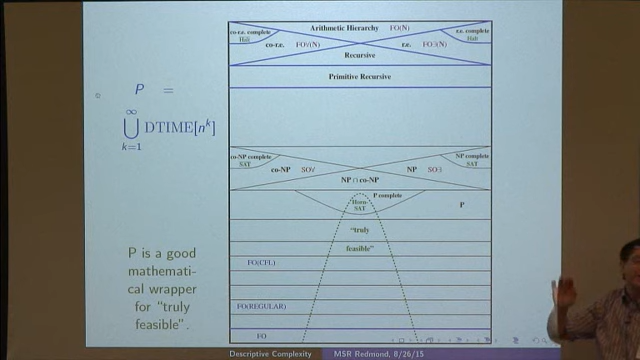 P =
∞
⋃ DTIME[n^k]
k=1
P is a good
mathemati-
cal wrapper
for "truly
feasible".
Arithmetic Hierarchy FO(N)
co-r.e. complete
Halt
r.e. complete
Halt
co-r.e. FO∀(N)
r.e. FO∃(N)
Recursive
Primitive Recursive
co-NP complete
SAT
NP complete
SAT
co-NP SO∀
NP SO∃
NP ∩ co-NP
P complete
Horn-
SAT
P
"truly
feasible"
FO(CFL)
FO(REGULAR)
FO
Descriptive Complexity MSR Redmond, 8/26/15